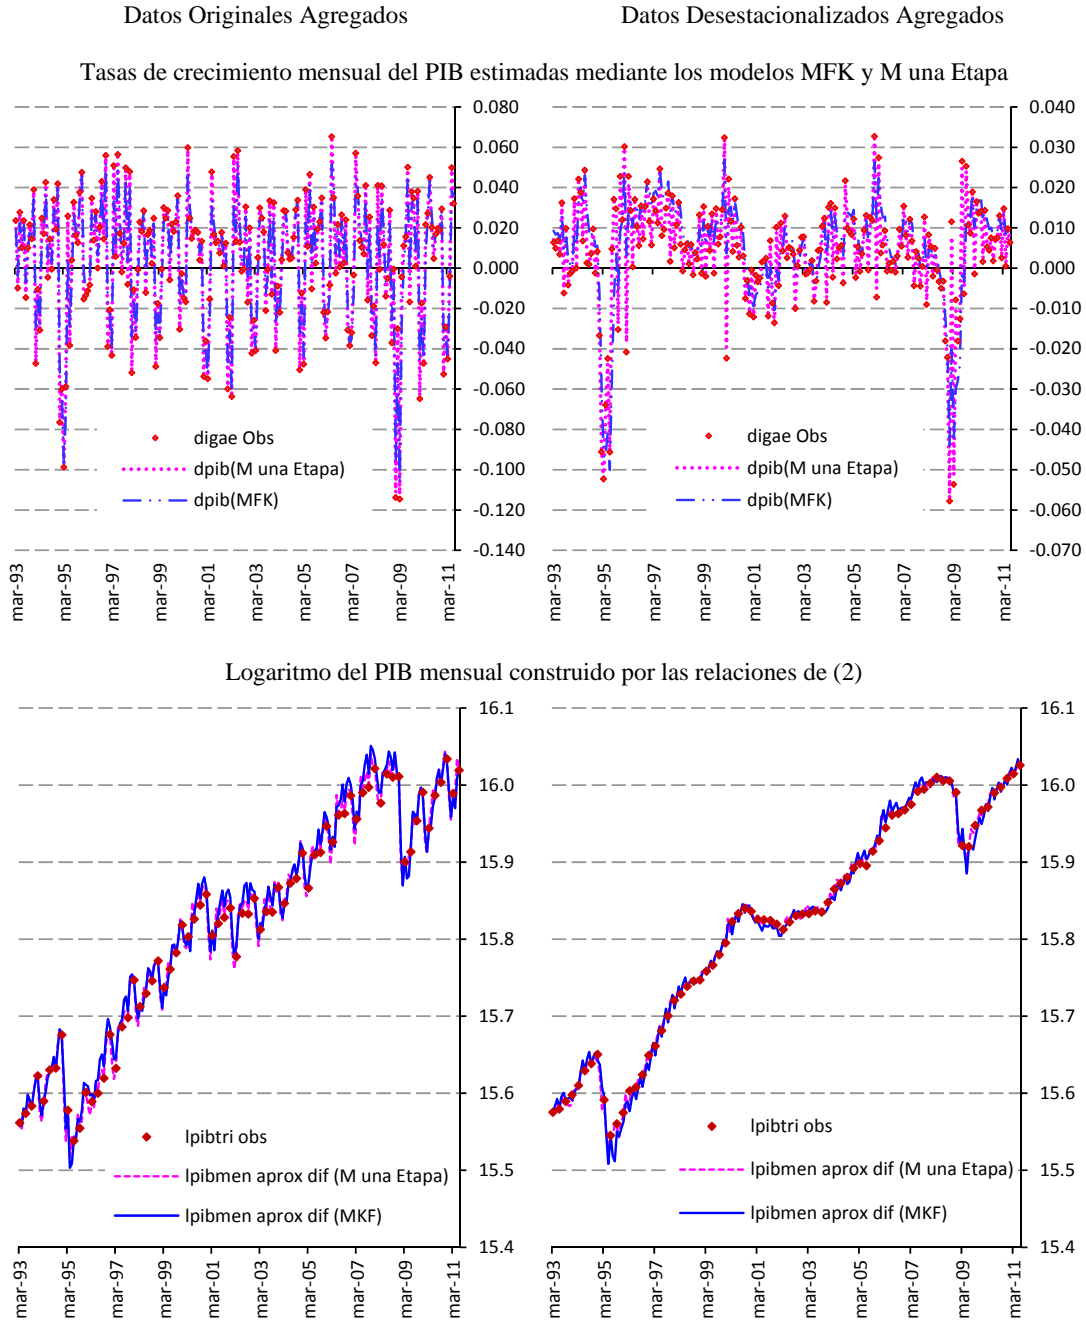 Datos Originales Agregados
Datos Desestacionalizados Agregados
Tasas de crecimiento mensual del PIB estimadas mediante los modelos MFK y M una Etapa
0.080
0.060
0.040
0.020
0.000
-0.020
-0.040
-0.060
-0.080
-0.100
-0.120
-0.140
digae Obs
dpib(M una Etapa)
dpib(MFK)
mar-93
mar-95
mar-97
mar-99
mar-01
mar-03
mar-05
mar-07
mar-09
mar-11
0.040
0.030
0.020
0.010
0.000
-0.010
-0.020
-0.030
-0.040
-0.050
-0.060
-0.070
digae Obs
dpib(M una Etapa)
dpib(MFK)
mar-93
mar-95
mar-97
mar-99
mar-01
mar-03
mar-05
mar-07
mar-09
mar-11
Logaritmo del PIB mensual construido por las relaciones de (2)
16.1
16.0
15.9
15.8
15.7
15.6
15.5
15.4
lpibtri obs
lpibmen aprox dif (M una Etapa)
lpibmen aprox dif (MKF)
mar-93
mar-95
mar-97
mar-99
mar-01
mar-03
mar-05
mar-07
mar-09
mar-11
16.1
16.0
15.9
15.8
15.7
15.6
15.5
15.4
lpibtri obs
lpibmen aprox dif (M una Etapa)
lpibmen aprox dif (MKF)
mar-93
mar-95
mar-97
mar-99
mar-01
mar-03
mar-05
mar-07
mar-09
mar-11